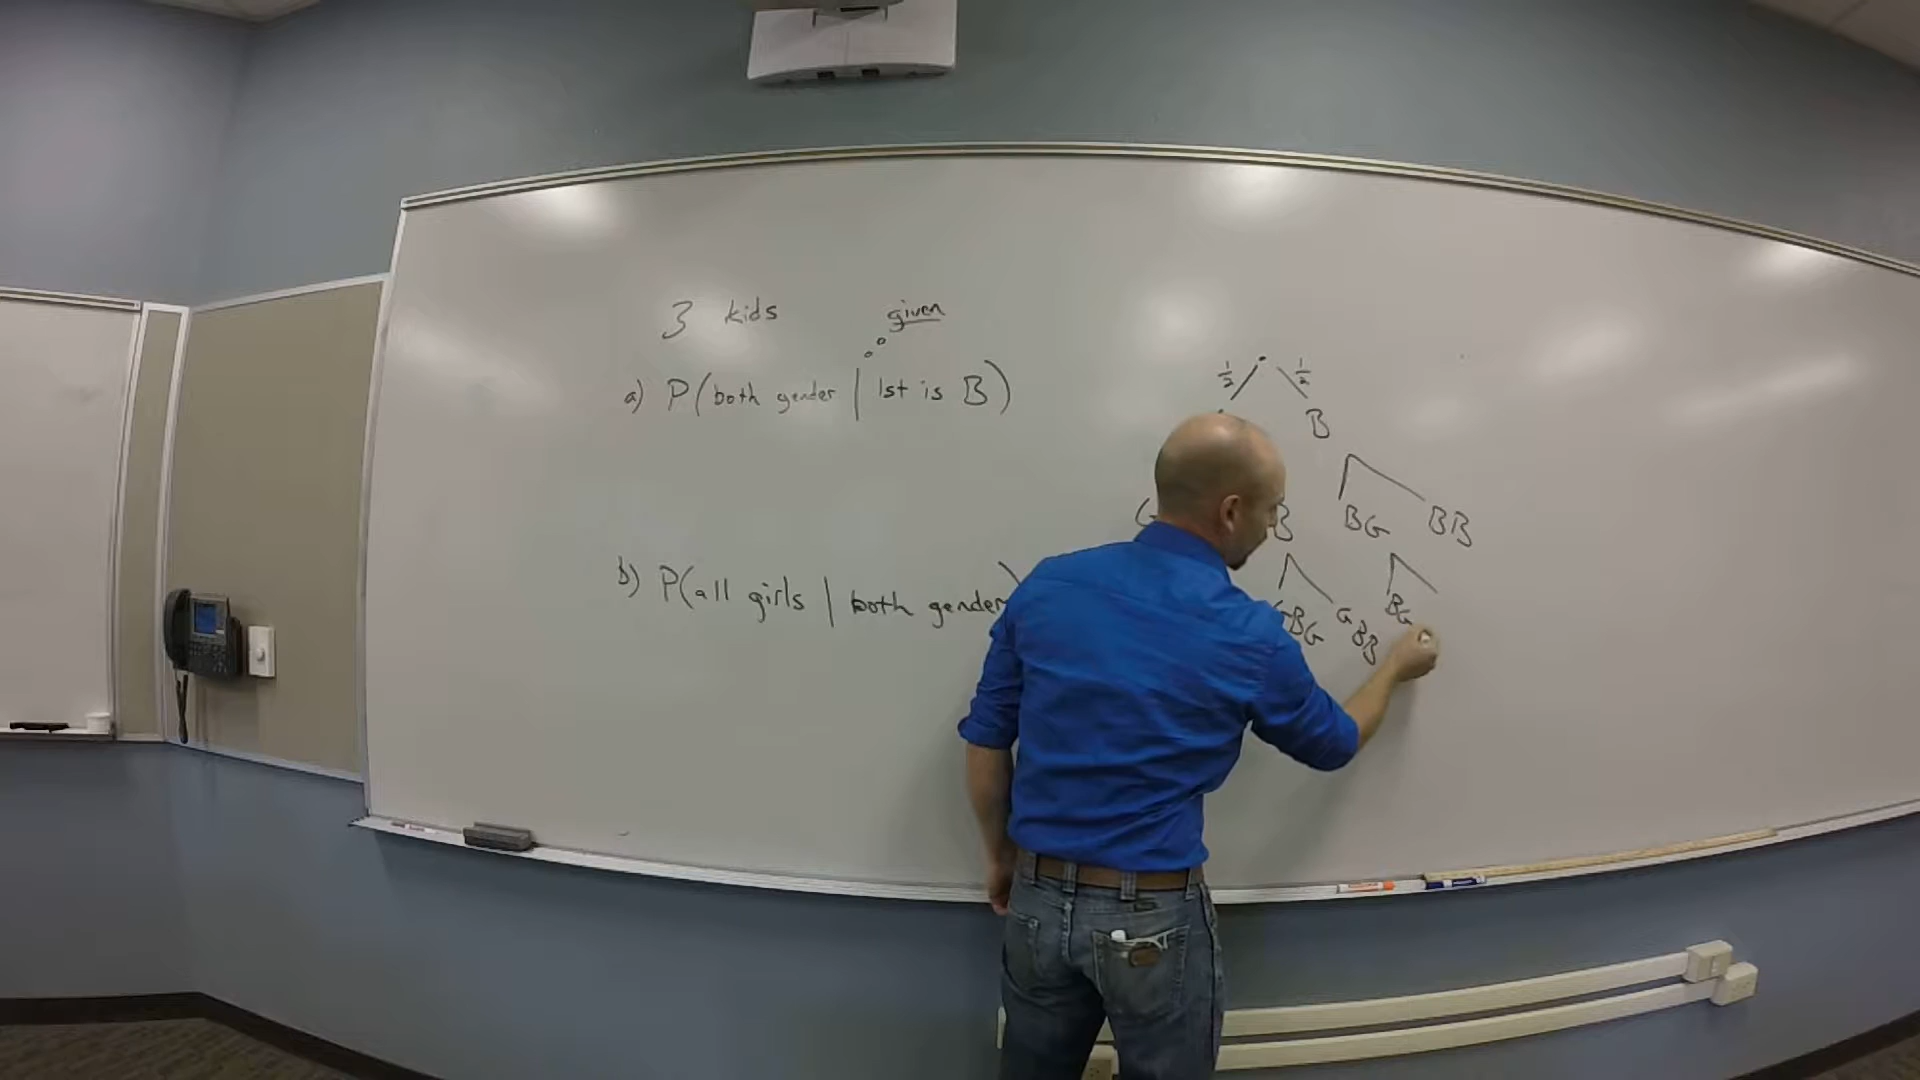 3 kids
given
a) P(both gender | 1st is B)
b) P(all girls | both gender)
1/2 1/2
B
G B BG BB
GBG GBB BG